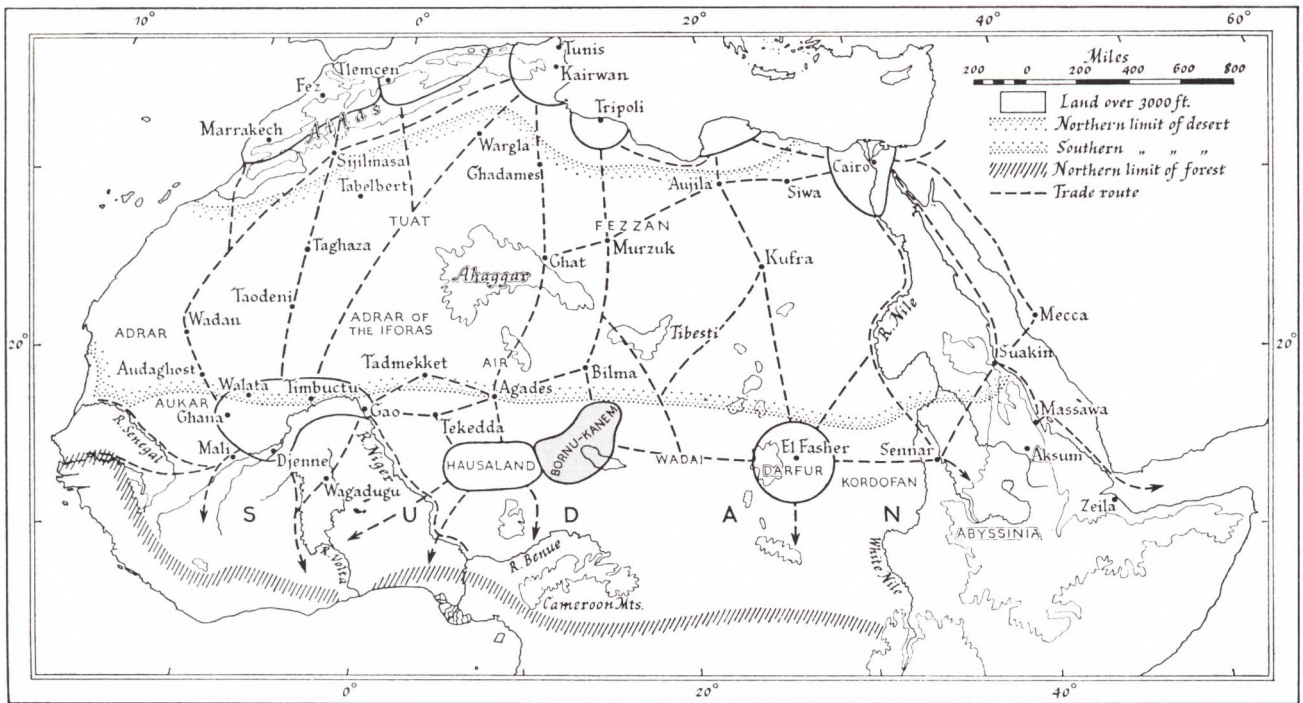 10°
0°
20°
40°
60°
Miles
200 0 200 400 600 800
Land over 3000 ft.
Northern limit of desert
Southern „ „ „
Northern limit of forest
Trade route
Tunis
Kairwan
Tlemcen
Fez
Tripoli
Marrakech
Atlas
Sijilmasa
Wargla
Ghadames
Tabelbert
Cairo
Aujila
Siwa
TUAT
FEZZAN
Taghaza
Murzuk
Ghat
Kufra
Ahaggar
Taodeni
Wadan
ADRAR
ADRAR OF
THE IFORAS
Tibesti
R. Nile
Mecca
20°
20°
Suakin
Audaghost
Tadmekket
AIR
Bilma
Walata
Timbuctu
Agades
AUKAR
Ghana
Gao
Tekedda
Massawa
R. Senegal
Mali
Djenne
R. Niger
HAUSALAND
BORNU-KANEM
WADAI
El Fasher
DARFUR
Sennar
Aksum
KORDOFAN
Wagadugu
Zeila
S U D A N
ABYSSINIA
R. Volta
R. Benue
White Nile
Cameroon Mts.
10°
0°
20°
40°